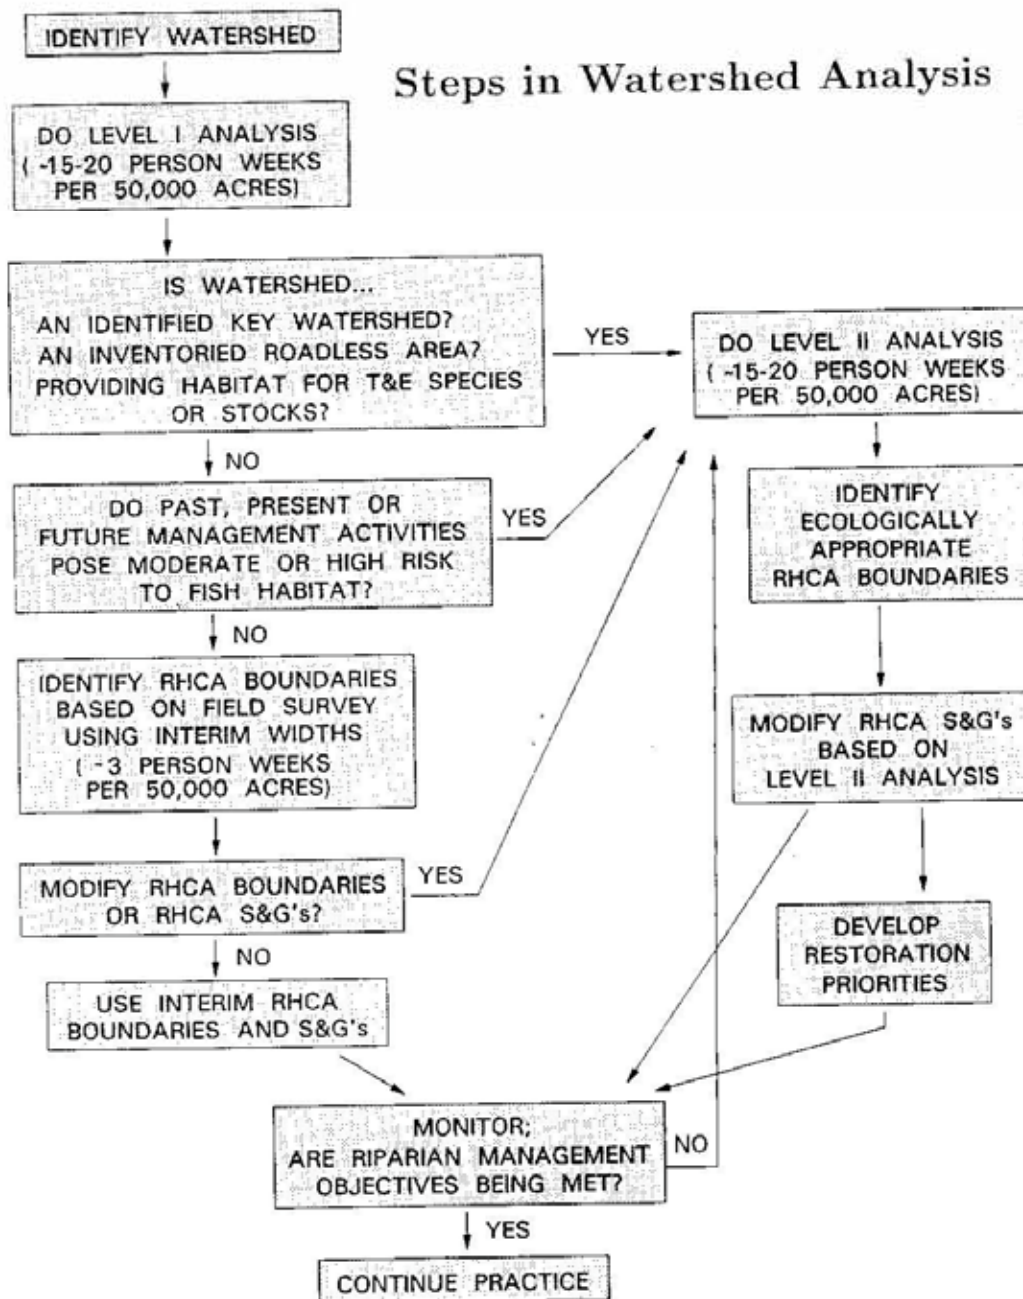 IDENTIFY WATERSHED
Steps in Watershed Analysis
DO LEVEL I ANALYSIS
( -15-20 PERSON WEEKS
PER 50,000 ACRES)
IS WATERSHED...
AN IDENTIFIED KEY WATERSHED?
AN INVENTORIED ROADLESS AREA?
PROVIDING HABITAT FOR T&E SPECIES
OR STOCKS?
YES
DO LEVEL II ANALYSIS
( -15-20 PERSON WEEKS
PER 50,000 ACRES)
NO
DO PAST, PRESENT OR
FUTURE MANAGEMENT ACTIVITIES
POSE MODERATE OR HIGH RISK
TO FISH HABITAT?
YES
IDENTIFY
ECOLOGICALLY
APPROPRIATE
RHCA BOUNDARIES
NO
IDENTIFY RHCA BOUNDARIES
BASED ON FIELD SURVEY
USING INTERIM WIDTHS
( -3 PERSON WEEKS
PER 50,000 ACRES)
MODIFY RHCA S&G's
BASED ON
LEVEL II ANALYSIS
MODIFY RHCA BOUNDARIES
OR RHCA S&G's?
YES
DEVELOP
RESTORATION
PRIORITIES
NO
USE INTERIM RHCA
BOUNDARIES AND S&G's
MONITOR;
ARE RIPARIAN MANAGEMENT
OBJECTIVES BEING MET?
NO
YES
CONTINUE PRACTICE